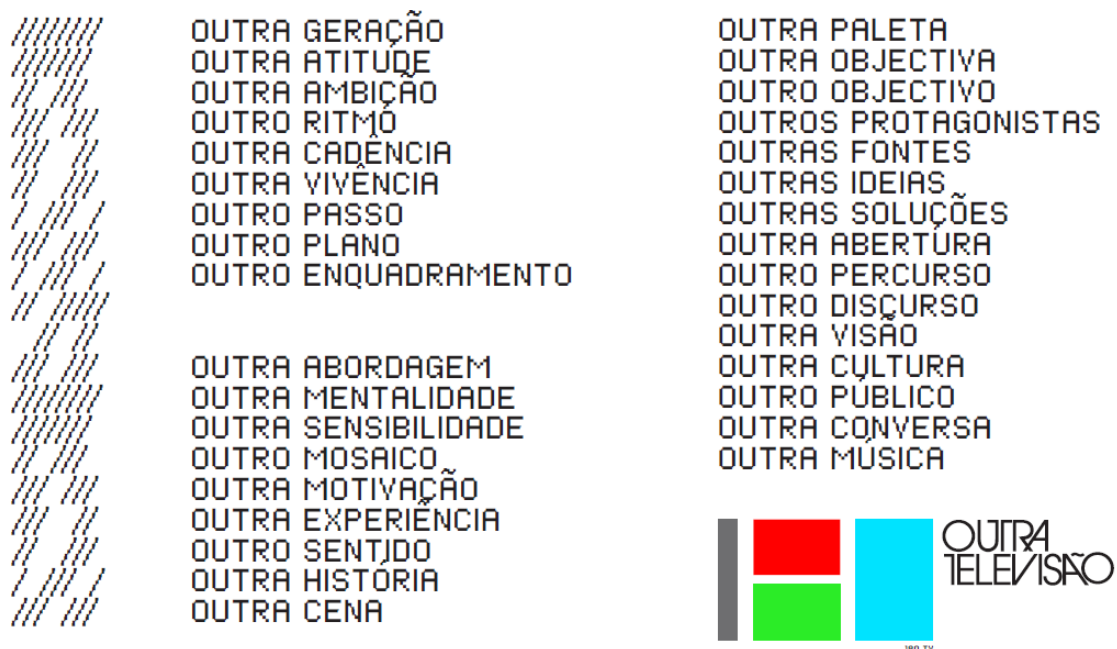 OUTRA GERAÇÃO
OUTRA ATITUDE
OUTRA AMBIÇÃO
OUTRO RITMO
OUTRA CADÊNCIA
OUTRA VIVÊNCIA
OUTRO PASSO
OUTRO PLANO
OUTRO ENQUADRAMENTO
OUTRA ABORDAGEM
OUTRA MENTALIDADE
OUTRA SENSIBILIDADE
OUTRO MOSAICO
OUTRA MOTIVAÇÃO
OUTRA EXPERIÊNCIA
OUTRO SENTIDO
OUTRA HISTÓRIA
OUTRA CENA
OUTRA PALETA
OUTRA OBJECTIVA
OUTRO OBJECTIVO
OUTROS PROTAGONISTAS
OUTRAS FONTES
OUTRAS IDEIAS
OUTRAS SOLUÇÕES
OUTRA ABERTURA
OUTRO PERCURSO
OUTRO DISCURSO
OUTRA VISÃO
OUTRA CULTURA
OUTRO PÚBLICO
OUTRA CONVERSA
OUTRA MÚSICA
OUTRA
TELEVISÃO